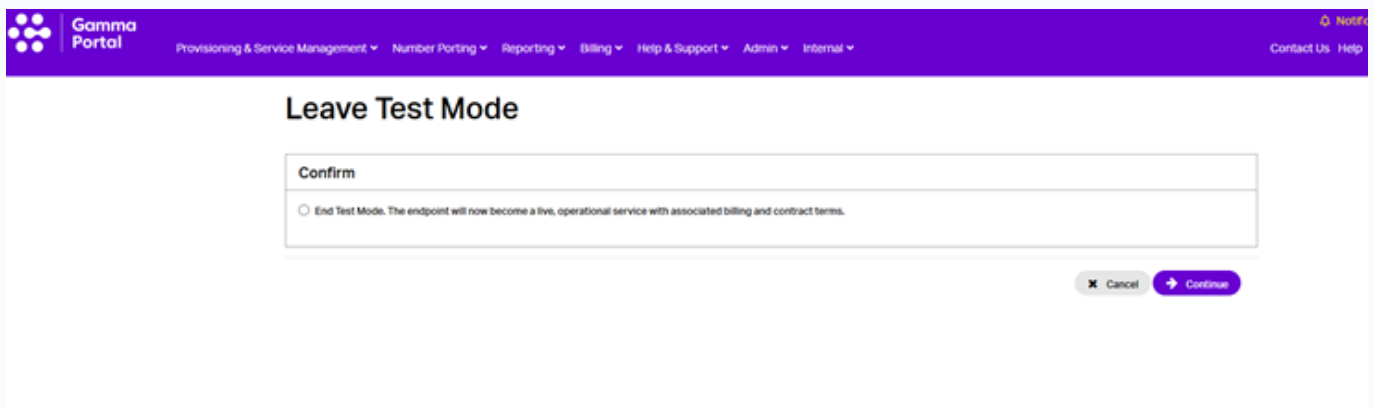 Gamma
Portal
Provisioning & Service Management
Number Porting
Reporting
Billing
Help & Support
Admin
Internal
Contact Us
Help
Leave Test Mode
Confirm
End Test Mode. The endpoint will now become a live, operational service with associated billing and contract terms.
Cancel
Continue